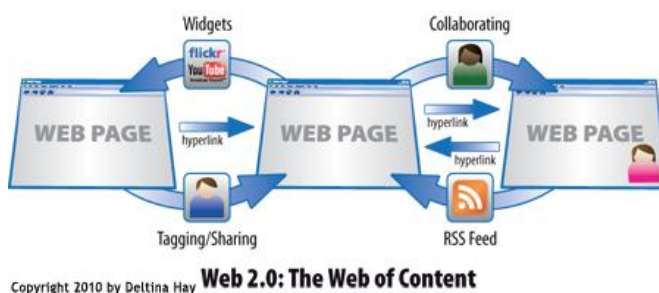 Widgets
Collaborating
flickr
YouTube
WEB PAGE
WEB PAGE
WEB PAGE
hyperlink
hyperlink
hyperlink
Tagging/Sharing
RSS Feed
Copyright 2010 by Deltina Hay
Web 2.0: The Web of Content